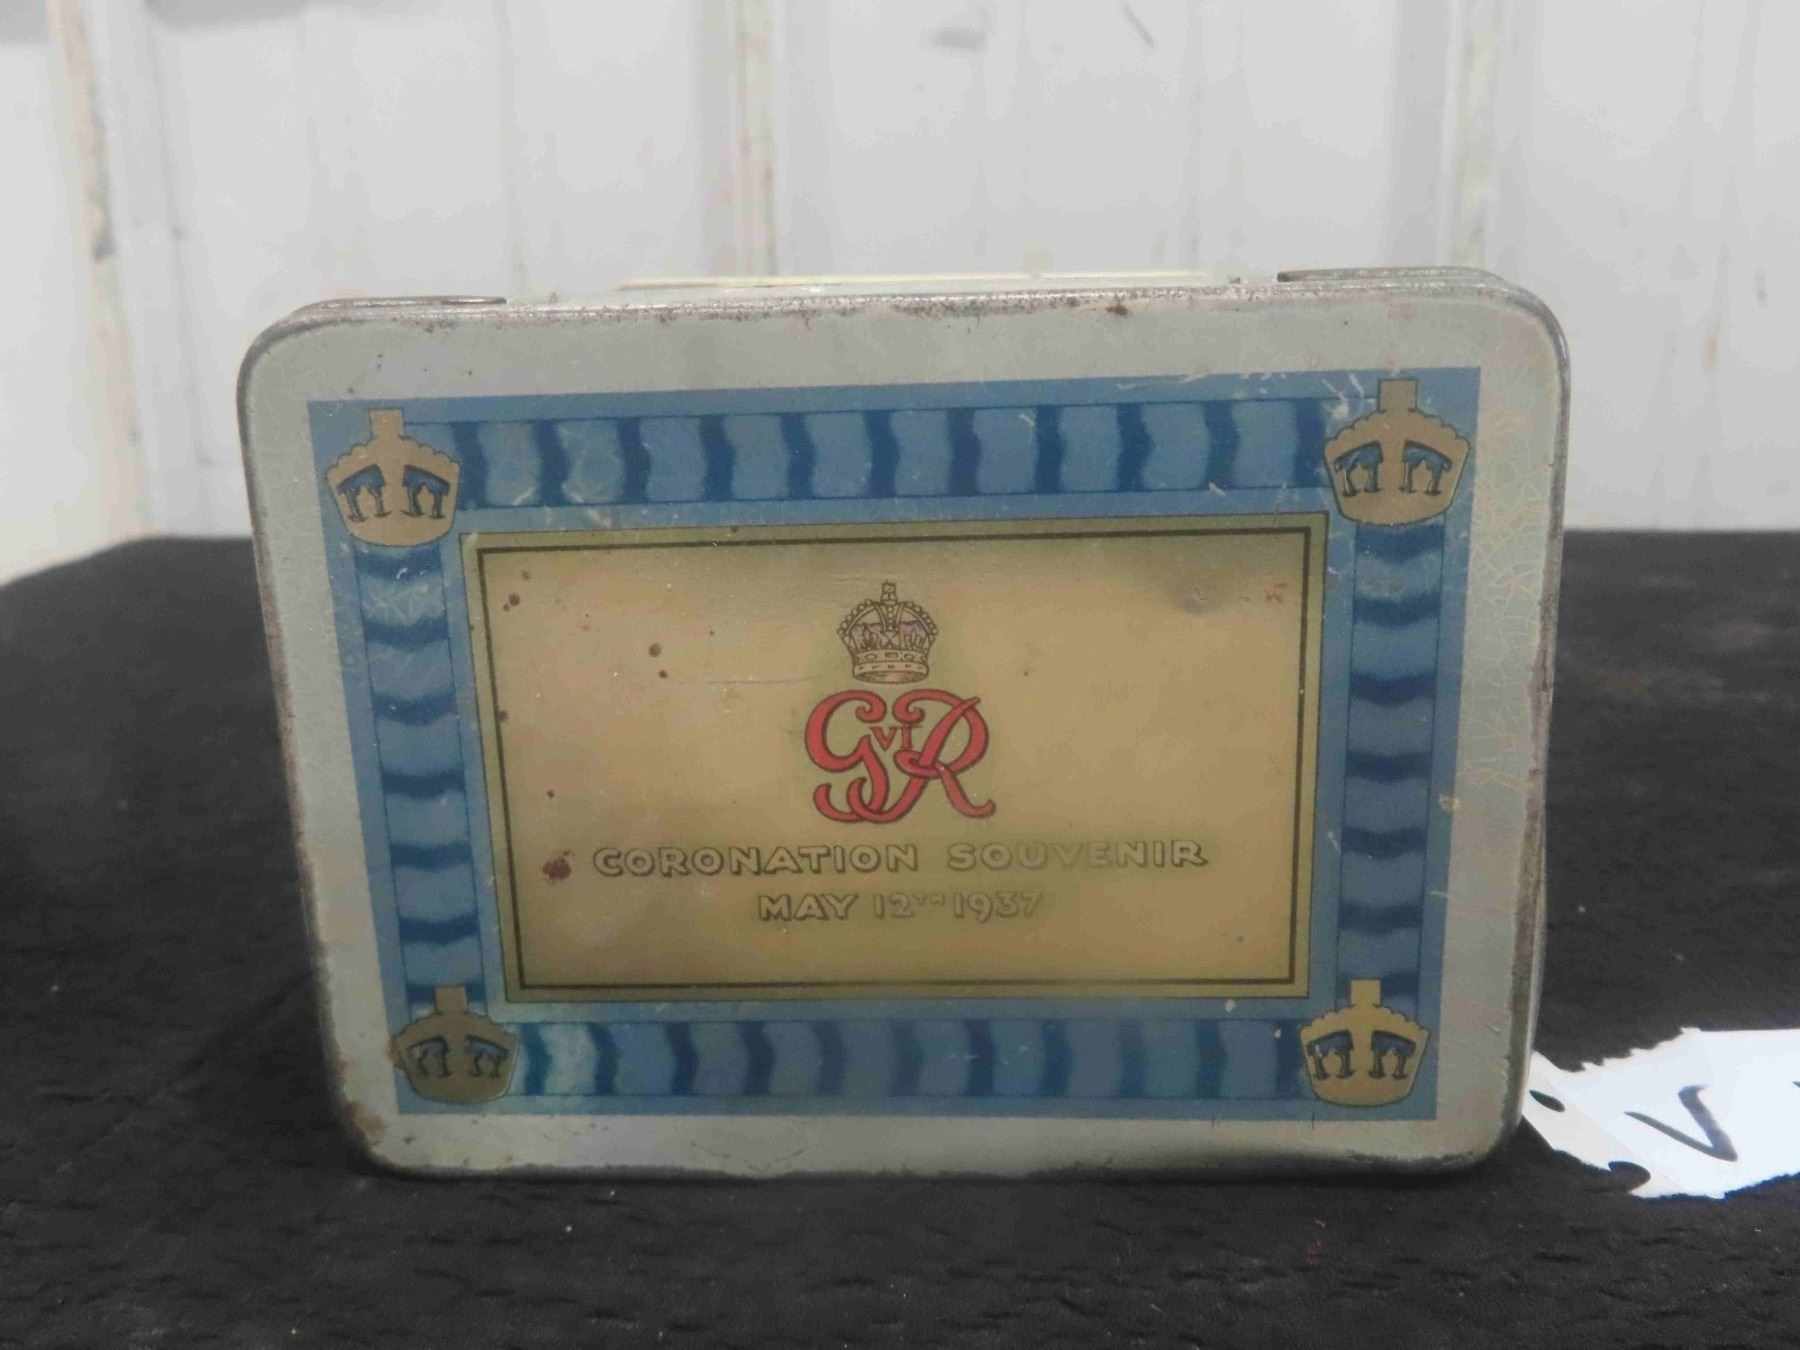 GVIR
CORONATION SOUVENIR
MAY 12TH 1937
V